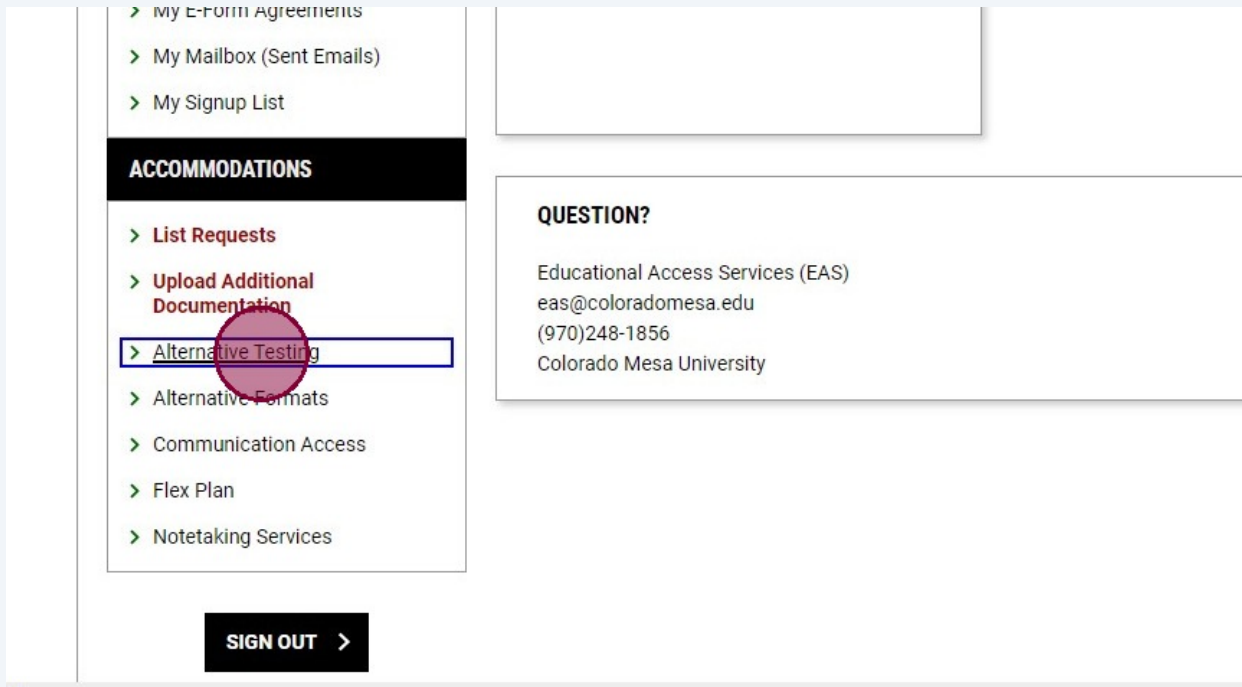 My E-Form Agreements
My Mailbox (Sent Emails)
My Signup List
ACCOMMODATIONS
List Requests
Upload Additional
Documentation
Alternative Testing
Alternative Formats
Communication Access
Flex Plan
Notetaking Services
SIGN OUT
QUESTION?
Educational Access Services (EAS)
eas@coloradomesa.edu
(970)248-1856
Colorado Mesa University